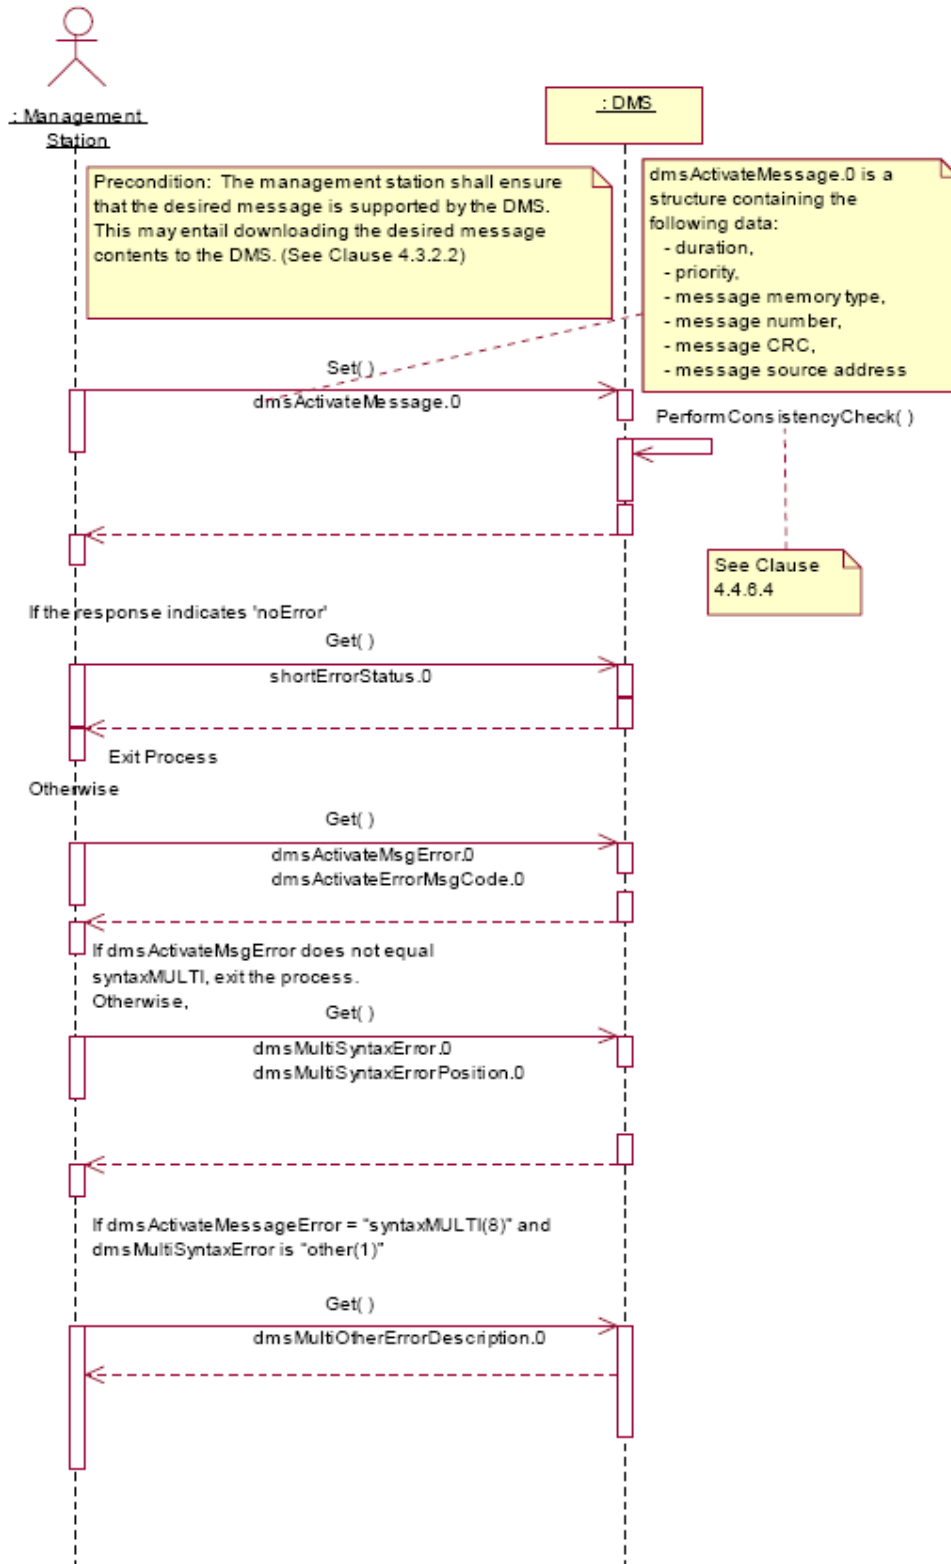 : Management
Station
: DMS
Precondition: The management station shall ensure
that the desired message is supported by the DMS.
This may entail downloading the desired message
contents to the DMS. (See Clause 4.3.2.2)
dmsActivateMessage.0 is a
structure containing the
following data:
- duration,
- priority,
- message memory type,
- message number,
- message CRC,
- message source address
Set( )
dmsActivateMessage.0
PerformConsistencyCheck( )
See Clause
4.4.6.4
If the response indicates 'noError'
Get( )
shortErrorStatus.0
Exit Process
Otherwise
Get( )
dmsActivateMsgError.0
dmsActivateErrorMsgCode.0
If dmsActivateMsgError does not equal
syntaxMULTI, exit the process.
Otherwise,
Get( )
dmsMultiSyntaxError.0
dmsMultiSyntaxErrorPosition.0
If dmsActivateMessageError = "syntaxMULTI(8)" and
dmsMultiSyntaxError is "other(1)"
Get( )
dmsMultiOtherErrorDescription.0